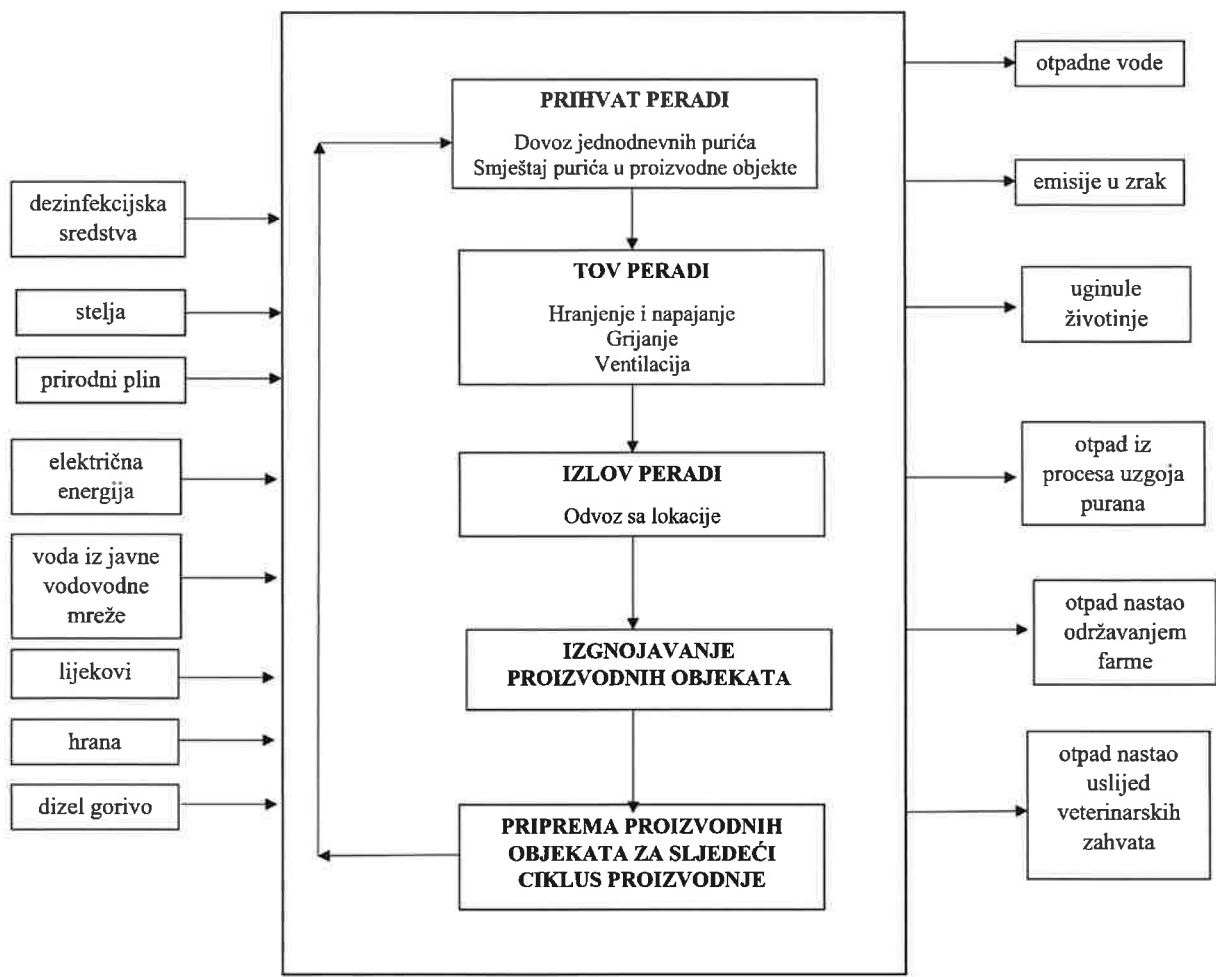 dezinfekcijska
sredstva
stelja
prirodni plin
električna
energija
voda iz javne
vodovodne
mreže
lijekovi
hrana
dizel gorivo
PRIHVAT PERADI
Dovoz jednodnevnih purića
Smještaj purića u proizvodne objekte
TOV PERADI
Hranjenje i napajanje
Grijanje
Ventilacija
IZLOV PERADI
Odvoz sa lokacije
IZGNOJAVANJE
PROIZVODNIH OBJEKATA
PRIPREMA PROIZVODNIH
OBJEKATA ZA SLJEDEĆI
CIKLUS PROIZVODNJE
otpadne vode
emisije u zrak
uginule
životinje
otpad iz
procesa uzgoja
purana
otpad nastao
održavanjem
farme
otpad nastao
uslijed
veterinarskih
zahvata